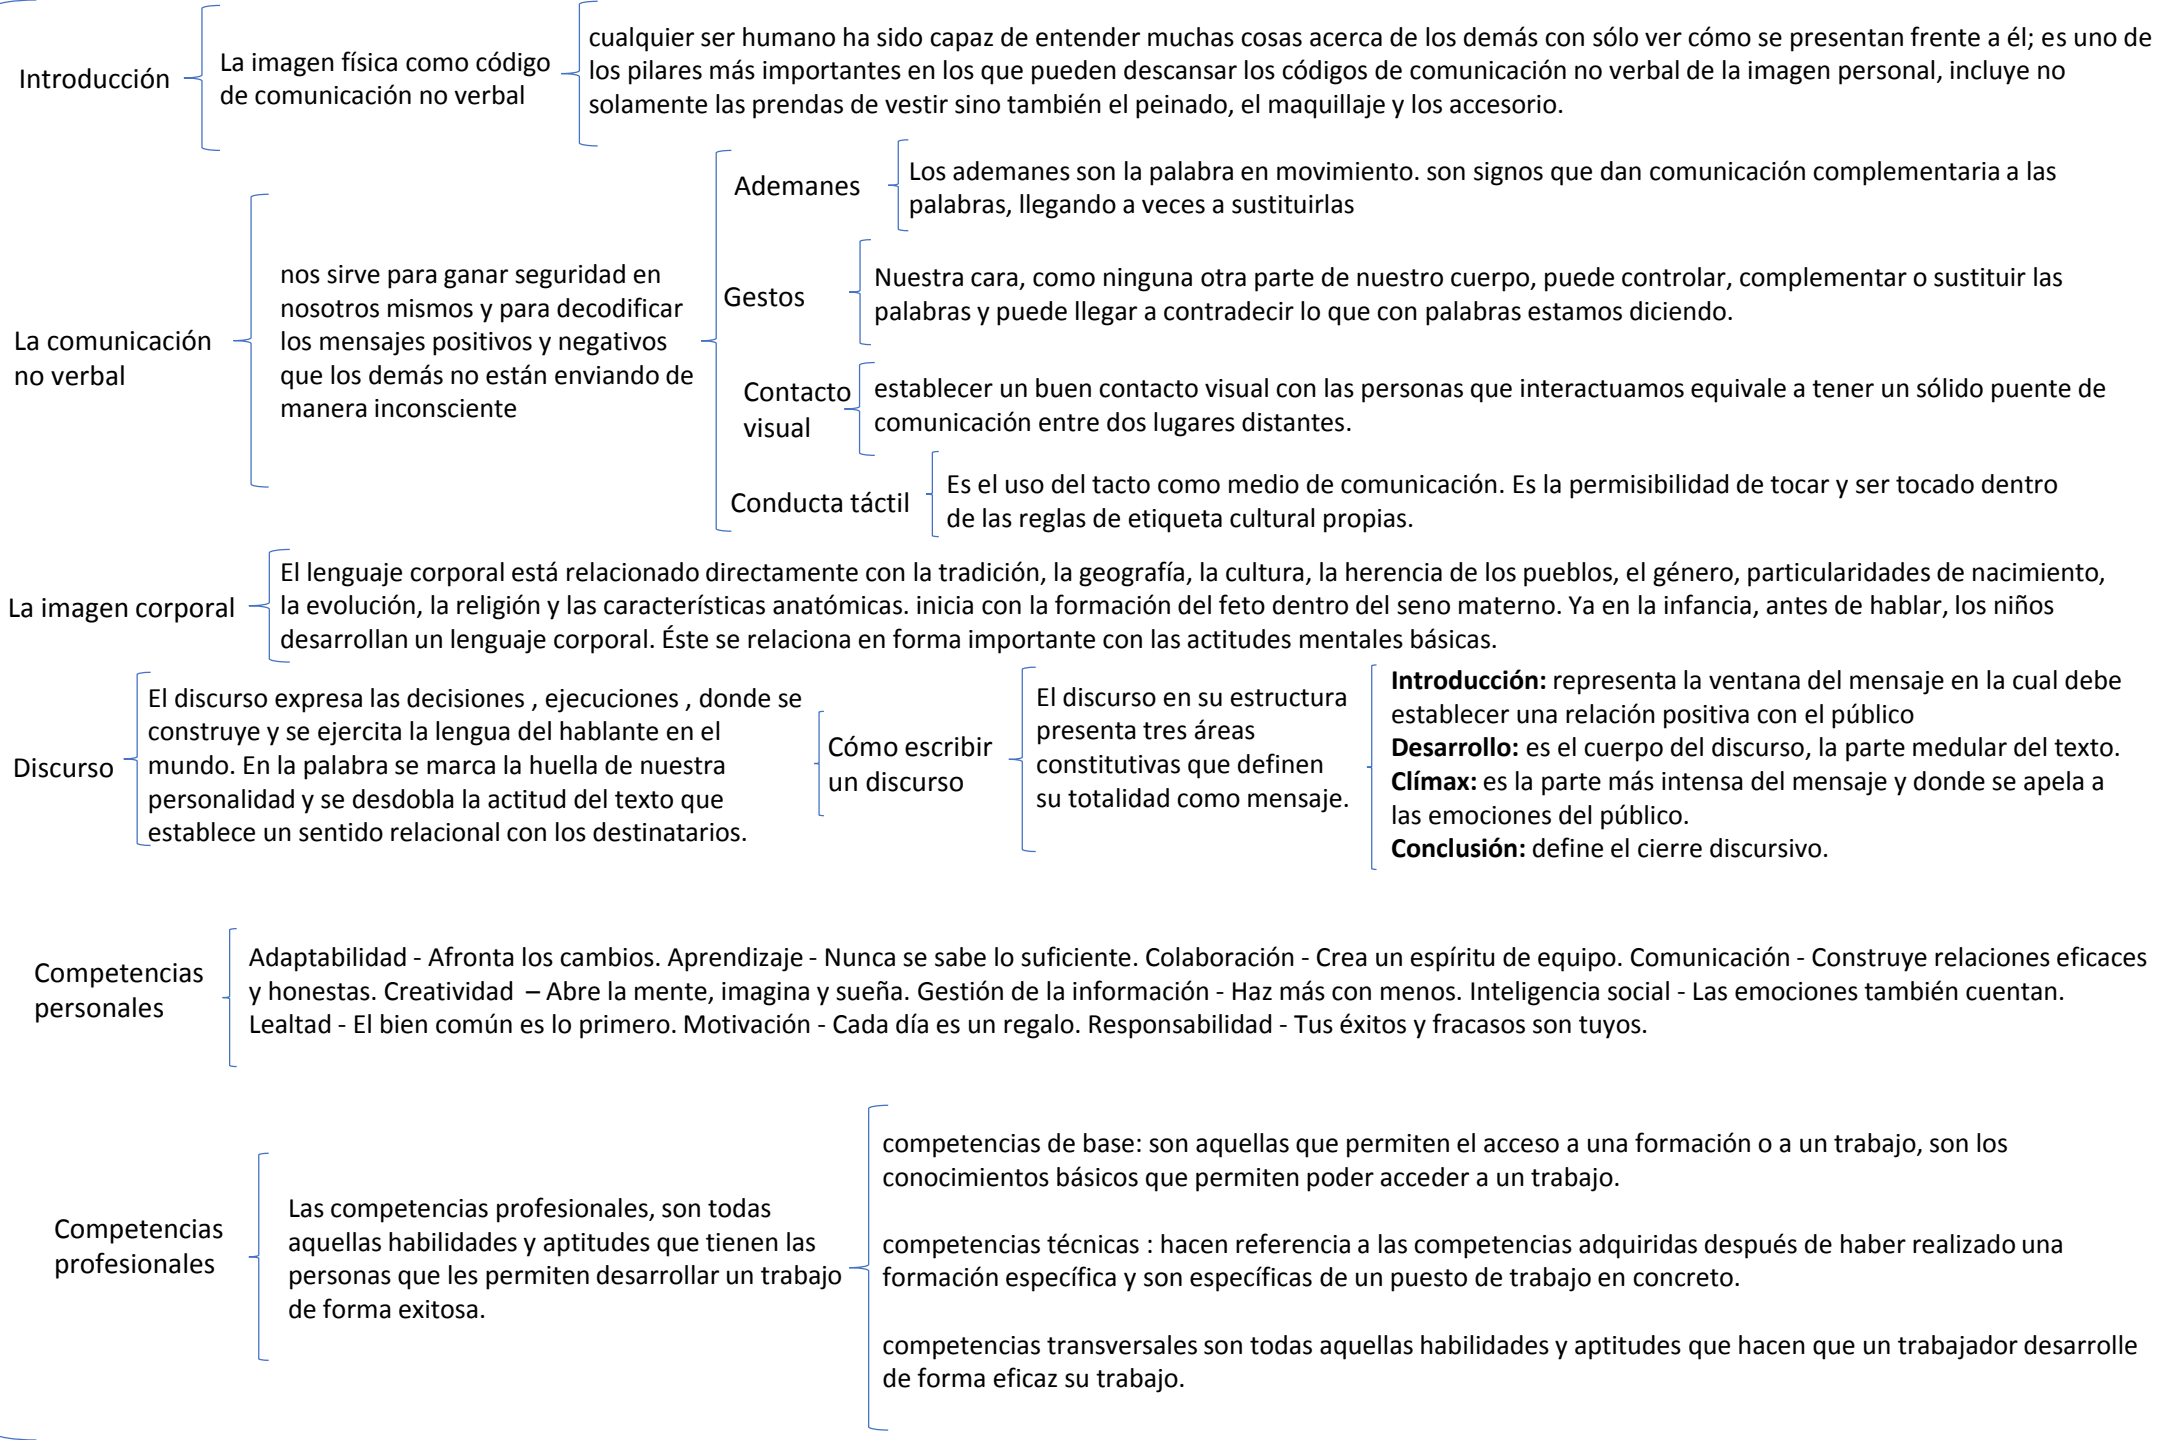 Introducción
La imagen física como código
de comunicación no verbal
cualquier ser humano ha sido capaz de entender muchas cosas acerca de los demás con sólo ver cómo se presentan frente a él; es uno de
los pilares más importantes en los que pueden descansar los códigos de comunicación no verbal de la imagen personal, incluye no
solamente las prendas de vestir sino también el peinado, el maquillaje y los accesorio.
La comunicación
no verbal
nos sirve para ganar seguridad en
nosotros mismos y para decodificar
los mensajes positivos y negativos
que los demás no están enviando de
manera inconsciente
Ademanes
Los ademanes son la palabra en movimiento. son signos que dan comunicación complementaria a las
palabras, llegando a veces a sustituirlas
Gestos
Nuestra cara, como ninguna otra parte de nuestro cuerpo, puede controlar, complementar o sustituir las
palabras y puede llegar a contradecir lo que con palabras estamos diciendo.
Contacto
visual
establecer un buen contacto visual con las personas que interactuamos equivale a tener un sólido puente de
comunicación entre dos lugares distantes.
Conducta táctil
Es el uso del tacto como medio de comunicación. Es la permisibilidad de tocar y ser tocado dentro
de las reglas de etiqueta cultural propias.
La imagen corporal
El lenguaje corporal está relacionado directamente con la tradición, la geografía, la cultura, la herencia de los pueblos, el género, particularidades de nacimiento,
la evolución, la religión y las características anatómicas. inicia con la formación del feto dentro del seno materno. Ya en la infancia, antes de hablar, los niños
desarrollan un lenguaje corporal. Éste se relaciona en forma importante con las actitudes mentales básicas.
Discurso
El discurso expresa las decisiones , ejecuciones , donde se
construye y se ejercita la lengua del hablante en el
mundo. En la palabra se marca la huella de nuestra
personalidad y se desdobla la actitud del texto que
establece un sentido relacional con los destinatarios.
Cómo escribir
un discurso
El discurso en su estructura
presenta tres áreas
constitutivas que definen
su totalidad como mensaje.
Introducción: representa la ventana del mensaje en la cual debe
establecer una relación positiva con el público
Desarrollo: es el cuerpo del discurso, la parte medular del texto.
Clímax: es la parte más intensa del mensaje y donde se apela a
las emociones del público.
Conclusión: define el cierre discursivo.
Competencias
personales
Adaptabilidad - Afronta los cambios. Aprendizaje - Nunca se sabe lo suficiente. Colaboración - Crea un espíritu de equipo. Comunicación - Construye relaciones eficaces
y honestas. Creatividad – Abre la mente, imagina y sueña. Gestión de la información - Haz más con menos. Inteligencia social - Las emociones también cuentan.
Lealtad - El bien común es lo primero. Motivación - Cada día es un regalo. Responsabilidad - Tus éxitos y fracasos son tuyos.
Competencias
profesionales
Las competencias profesionales, son todas
aquellas habilidades y aptitudes que tienen las
personas que les permiten desarrollar un trabajo
de forma exitosa.
competencias de base: son aquellas que permiten el acceso a una formación o a un trabajo, son los
conocimientos básicos que permiten poder acceder a un trabajo.
competencias técnicas : hacen referencia a las competencias adquiridas después de haber realizado una
formación específica y son específicas de un puesto de trabajo en concreto.
competencias transversales son todas aquellas habilidades y aptitudes que hacen que un trabajador desarrolle
de forma eficaz su trabajo.